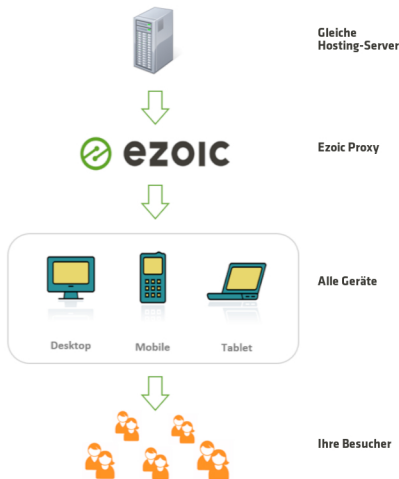 Gleiche
Hosting-Server
ezoic
Ezoic Proxy
Alle Geräte
Desktop
Mobile
Tablet
Ihre Besucher